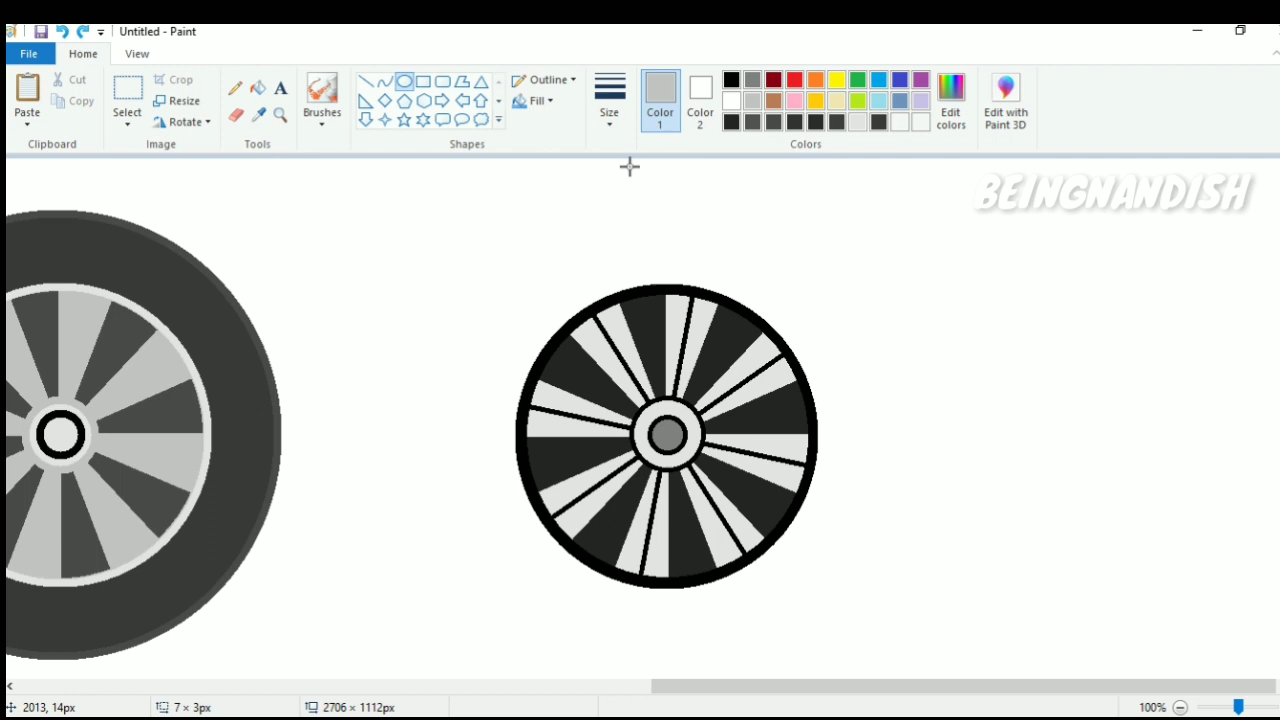 Untitled - Paint
File Home View
Paste
Cut
Copy
Clipboard
Select
Crop
Resize
Rotate
Image
A
Tools
Brushes
Shapes
Outline
Fill
Size
Color 1
Color 2
Edit colors
Colors
Edit with Paint 3D
BEINGNANDISH
2013, 14px
7 × 3px
2706 × 1112px
100%